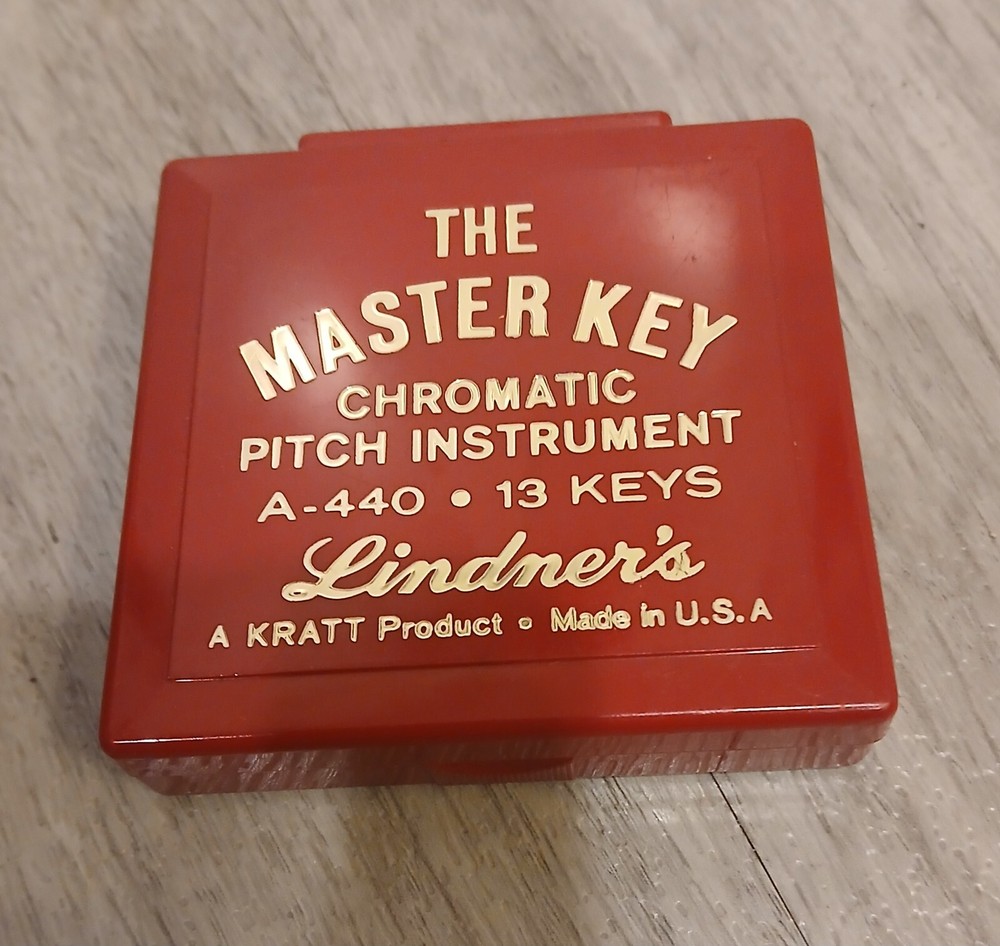 THE
MASTER KEY
CHROMATIC
PITCH INSTRUMENT
A-440 • 13 KEYS
Lindner's
A KRATT Product • Made in U.S.A